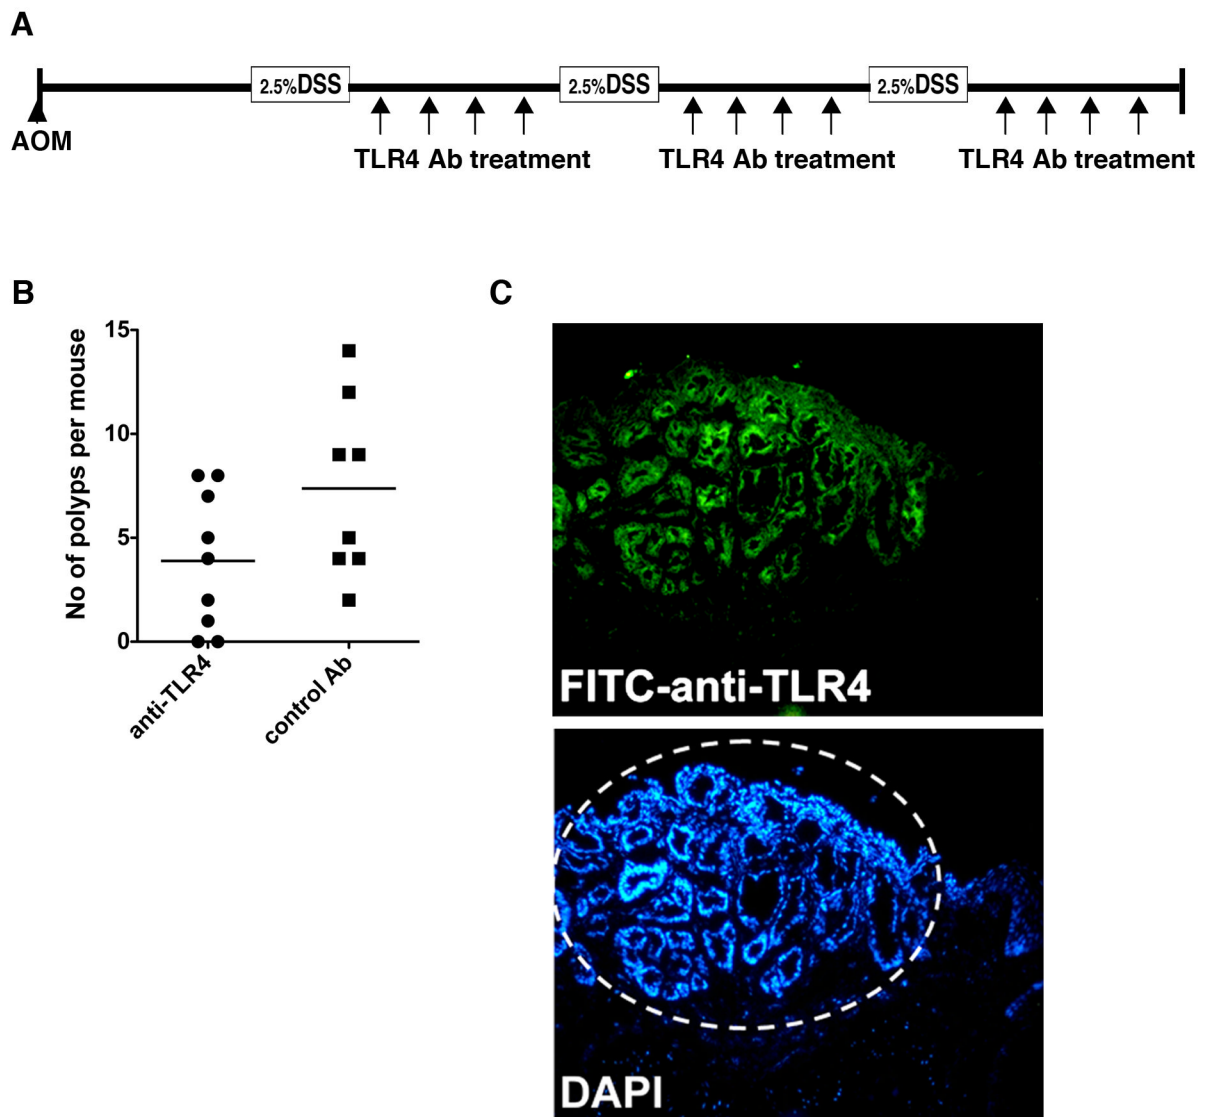 A
2.5%DSS 2.5%DSS 2.5%DSS
AOM
TLR4 Ab treatment TLR4 Ab treatment TLR4 Ab treatment
B
No of polyps per mouse
15
10
5
0
anti-TLR4
control Ab
C
FITC-anti-TLR4
DAPI